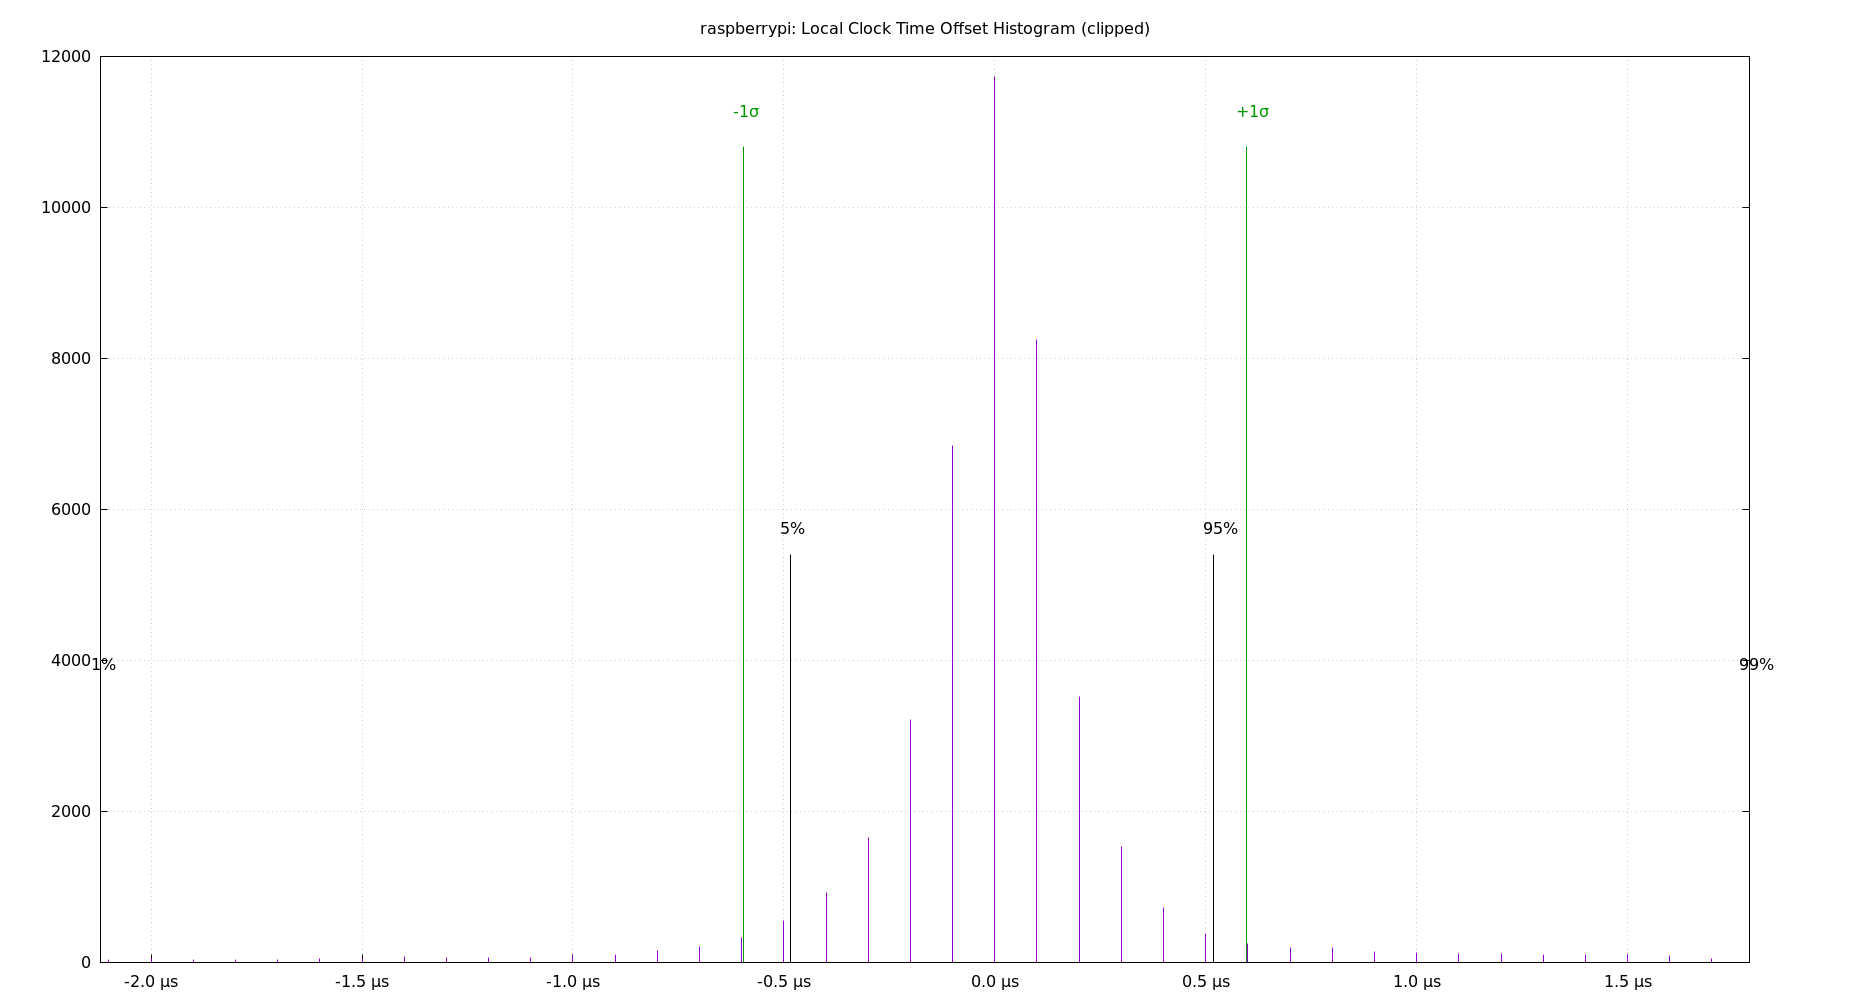 raspberrypi: Local Clock Time Offset Histogram (clipped)
12000
-1σ
+1σ
10000
8000
6000
5%
95%
4000
1%
99%
2000
0
-2.0 µs
-1.5 µs
-1.0 µs
-0.5 µs
0.0 µs
0.5 µs
1.0 µs
1.5 µs